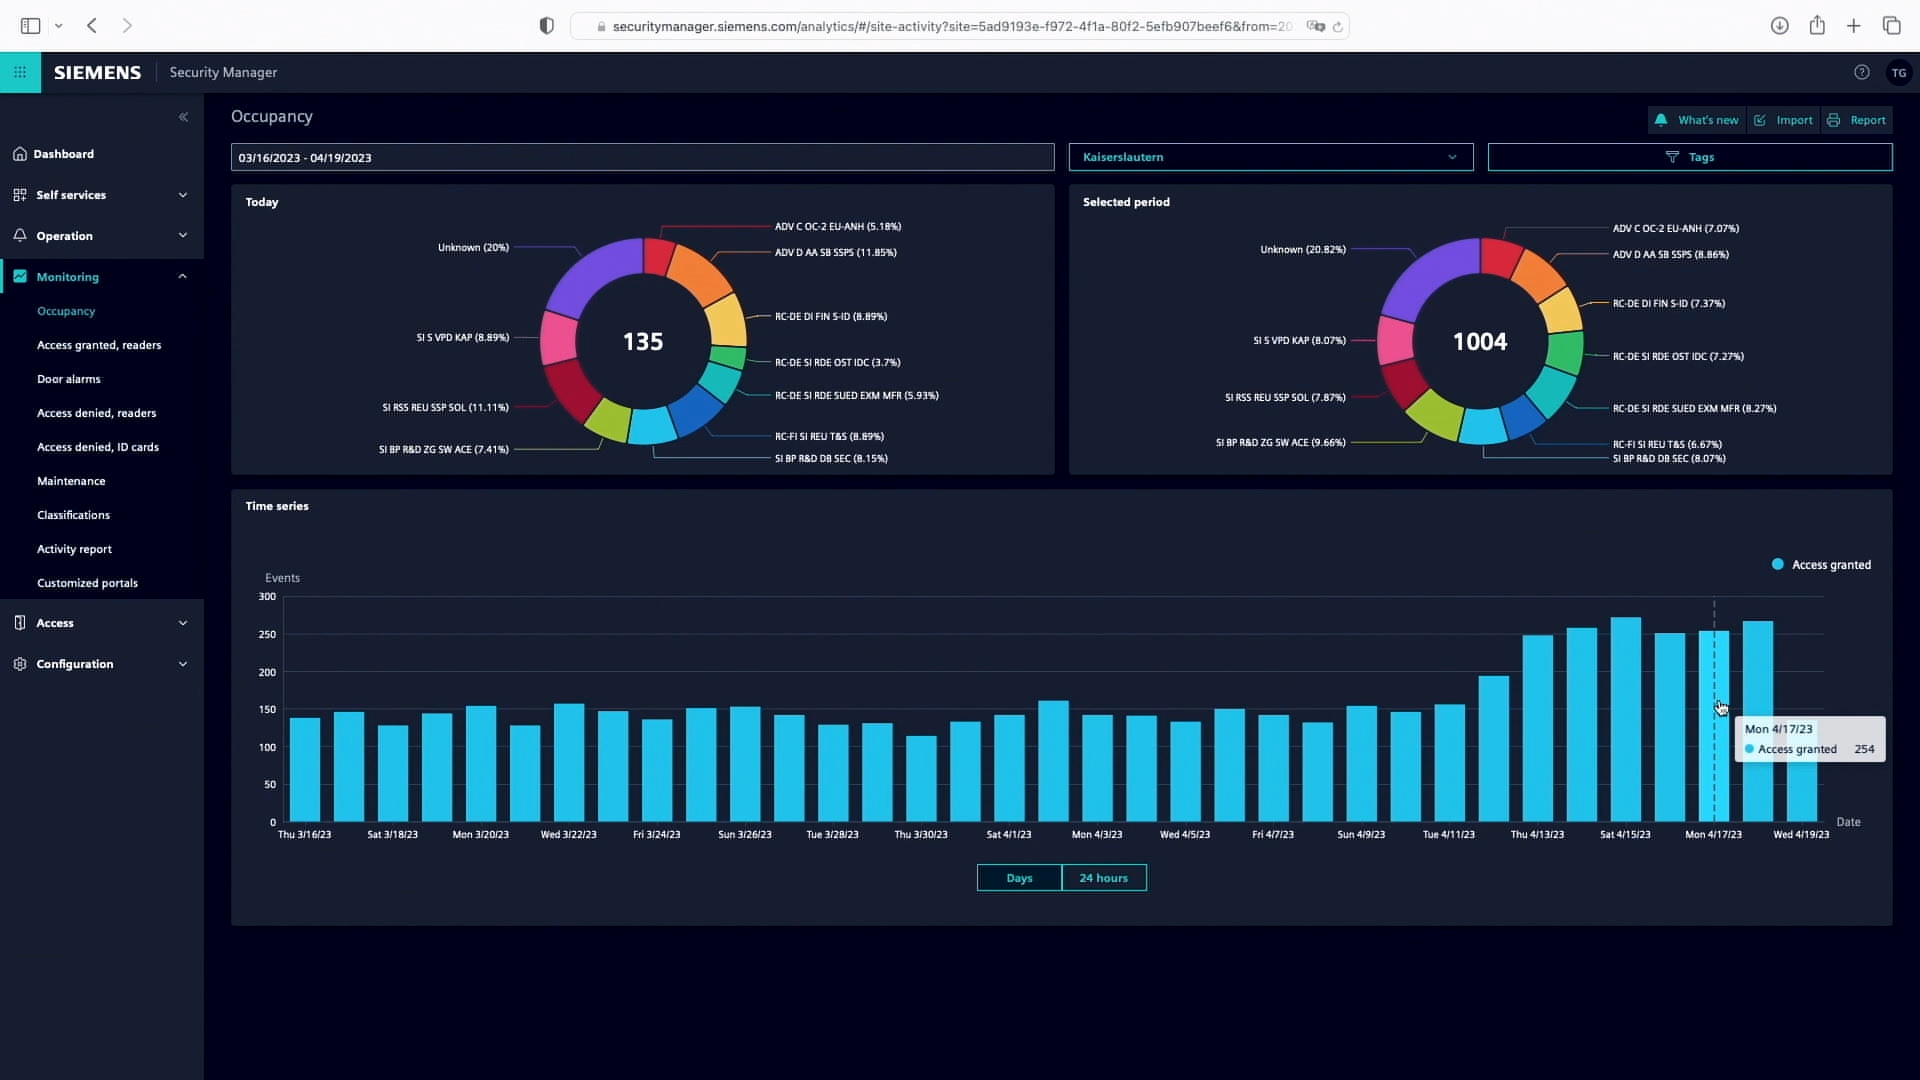 securitymanager.siemens.com/analytics/#/site-activity?site=5ad9193e-f972-4f1a-80f2-5efb907beef6&from=20
SIEMENS Security Manager
TG
Dashboard
Self services
Operation
Monitoring
Occupancy
Access granted, readers
Door alarms
Access denied, readers
Access denied, ID cards
Maintenance
Classifications
Activity report
Customized portals
Access
Configuration
Occupancy
What's new
Import
Report
03/16/2023 - 04/19/2023
Kaiserslautern
Tags
Today
ADV C OC-2 EU-ANH (5.18%)
Unknown (20%)
ADV D AA SB SSPS (11.85%)
RC-DE DI FIN S-ID (8.89%)
SI S VPD KAP (8.89%)
135
RC-DE SI RDE OST IDC (3.7%)
RC-DE SI RDE SUED EXM MFR (5.93%)
SI RSS REU SSP SOL (11.11%)
RC-FI SI REU T&S (8.89%)
SI BP R&D ZG SW ACE (7.41%)
SI BP R&D DB SEC (8.15%)
Selected period
ADV C OC-2 EU-ANH (7.07%)
Unknown (20.82%)
ADV D AA SB SSPS (8.86%)
RC-DE DI FIN S-ID (7.37%)
SI S VPD KAP (8.07%)
1004
RC-DE SI RDE OST IDC (7.27%)
SI RSS REU SSP SOL (7.87%)
RC-DE SI RDE SUED EXM MFR (8.27%)
SI BP R&D ZG SW ACE (9.66%)
RC-FI SI REU T&S (6.67%)
SI BP R&D DB SEC (8.07%)
Time series
Access granted
Events
300
250
200
150
100
50
0
Mon 4/17/23
Access granted 254
Thu 3/16/23 Sat 3/18/23 Mon 3/20/23 Wed 3/22/23 Fri 3/24/23 Sun 3/26/23 Tue 3/28/23 Thu 3/30/23 Sat 4/1/23 Mon 4/3/23 Wed 4/5/23 Fri 4/7/23 Sun 4/9/23 Tue 4/11/23 Thu 4/13/23 Sat 4/15/23 Mon 4/17/23 Wed 4/19/23
Date
Days
24 hours